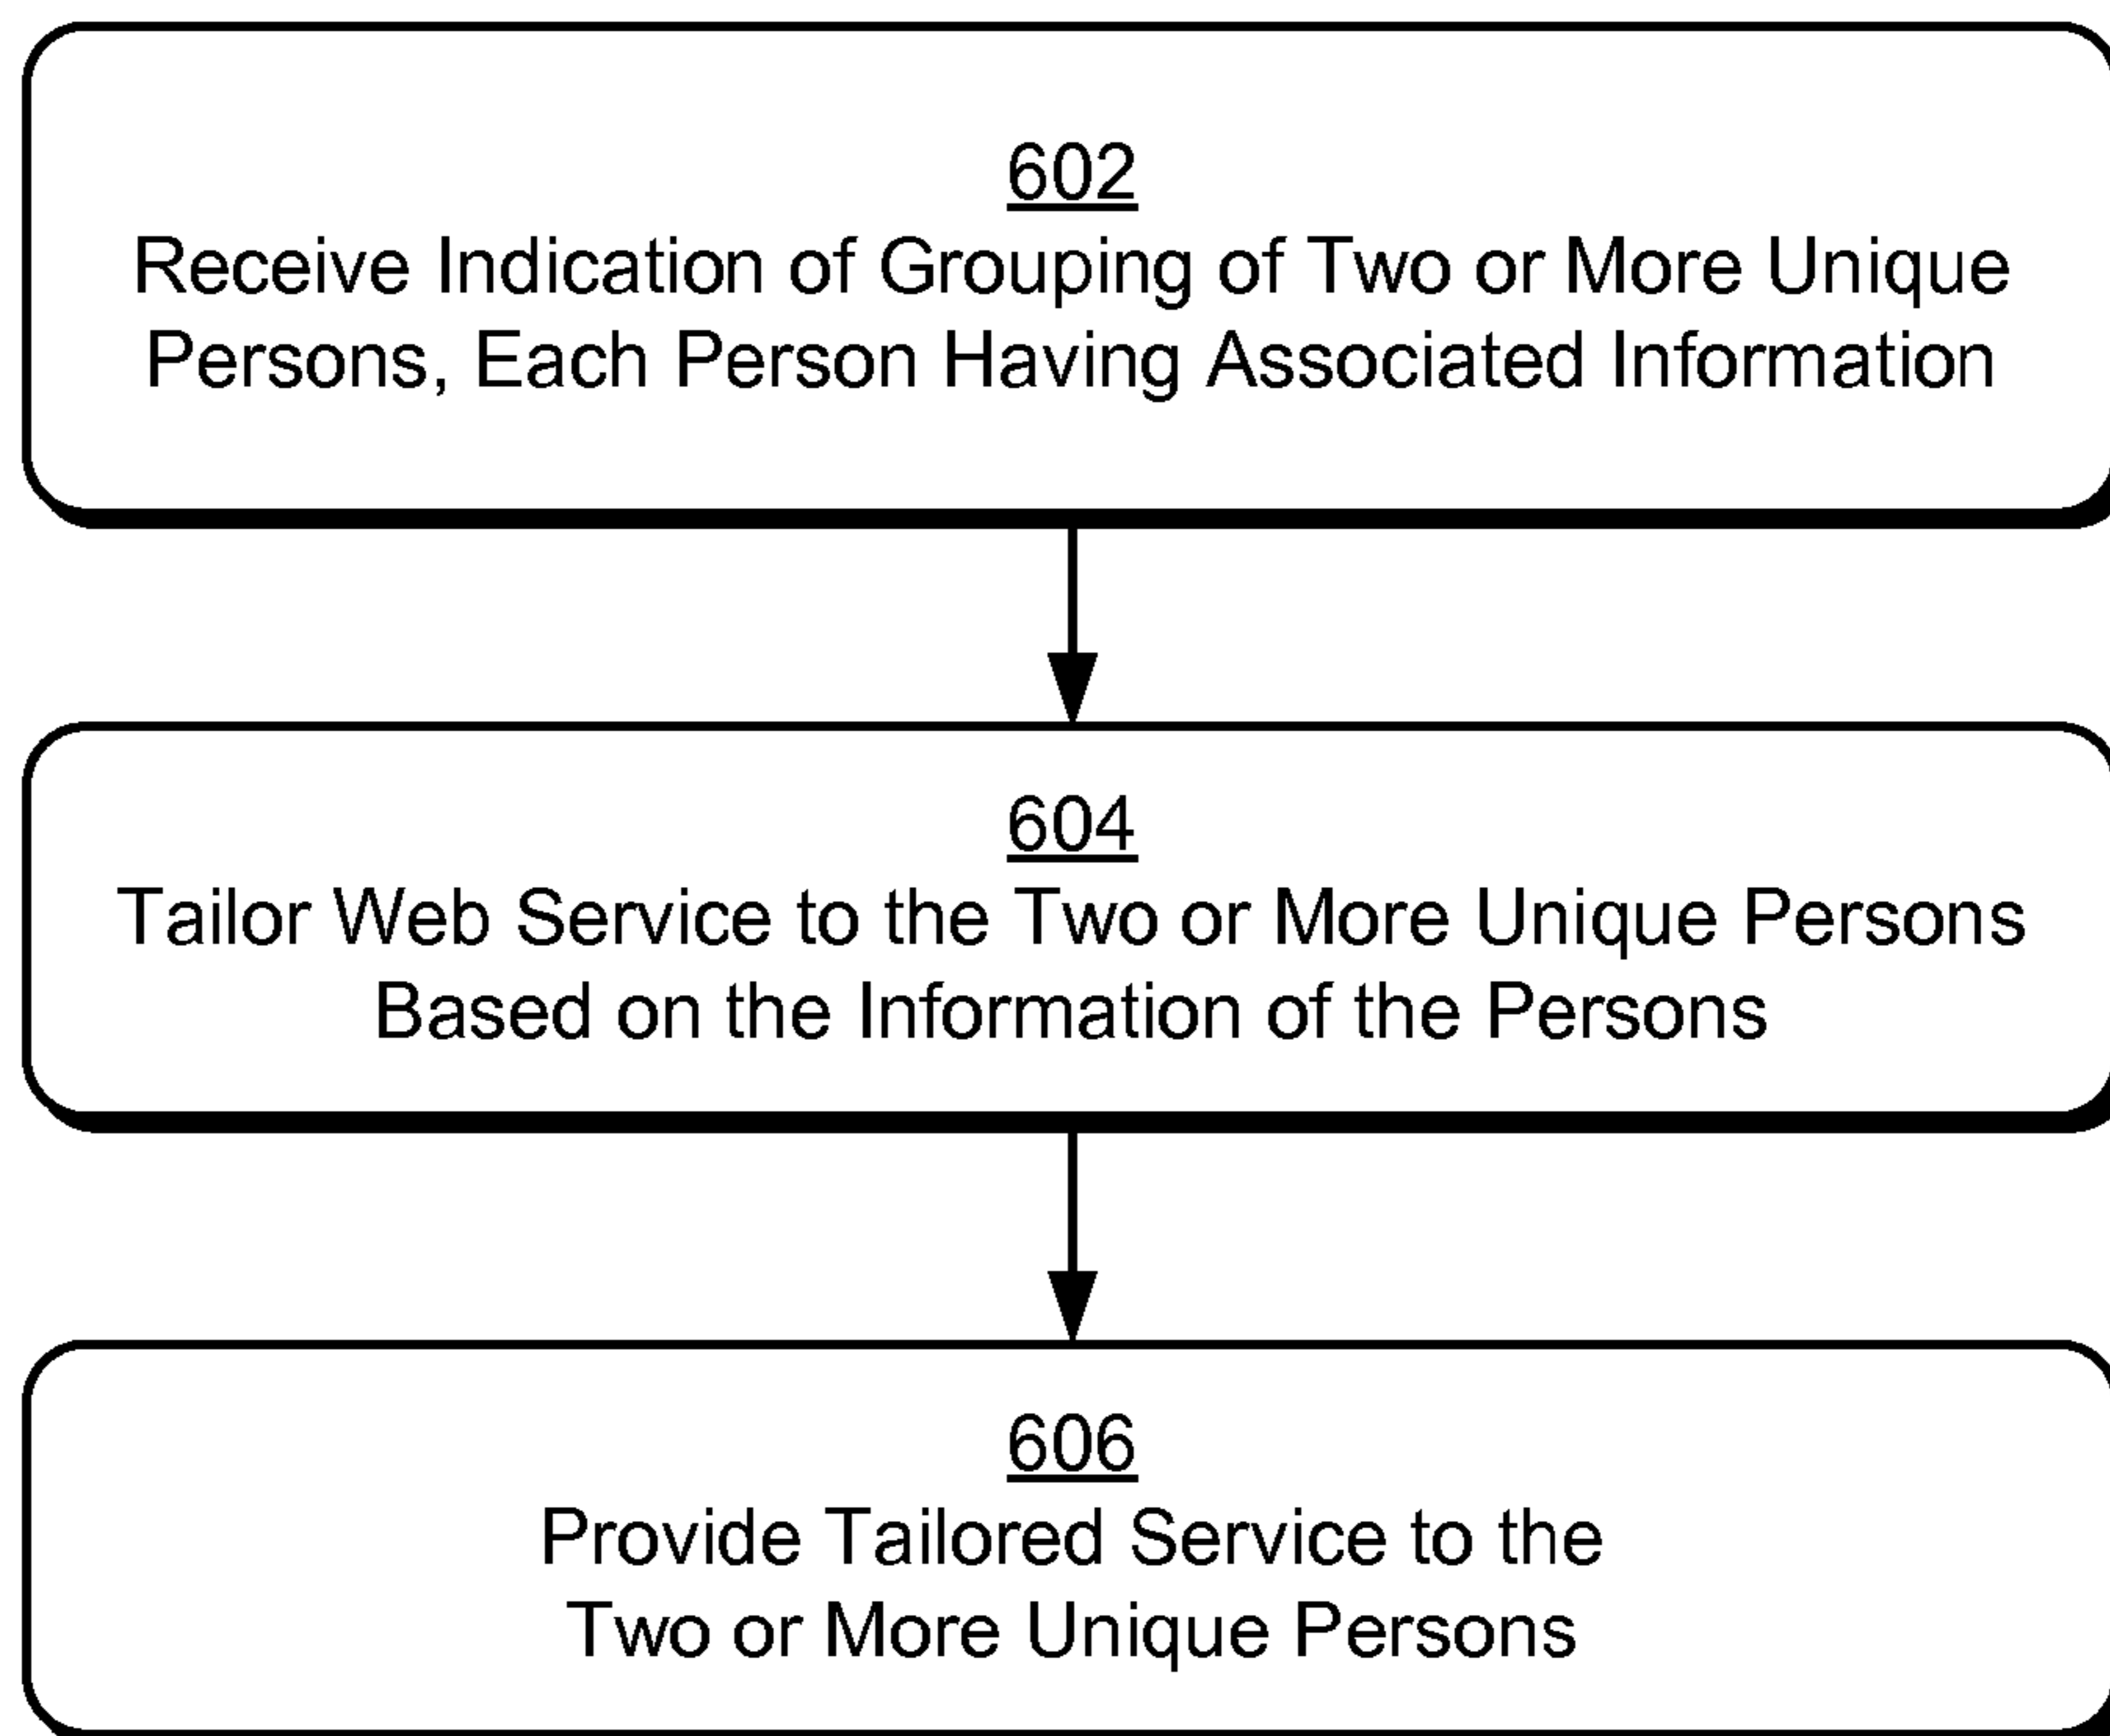 602
Receive Indication of Grouping of Two or More Unique
Persons, Each Person Having Associated Information
604
Tailor Web Service to the Two or More Unique Persons
Based on the Information of the Persons
606
Provide Tailored Service to the
Two or More Unique Persons